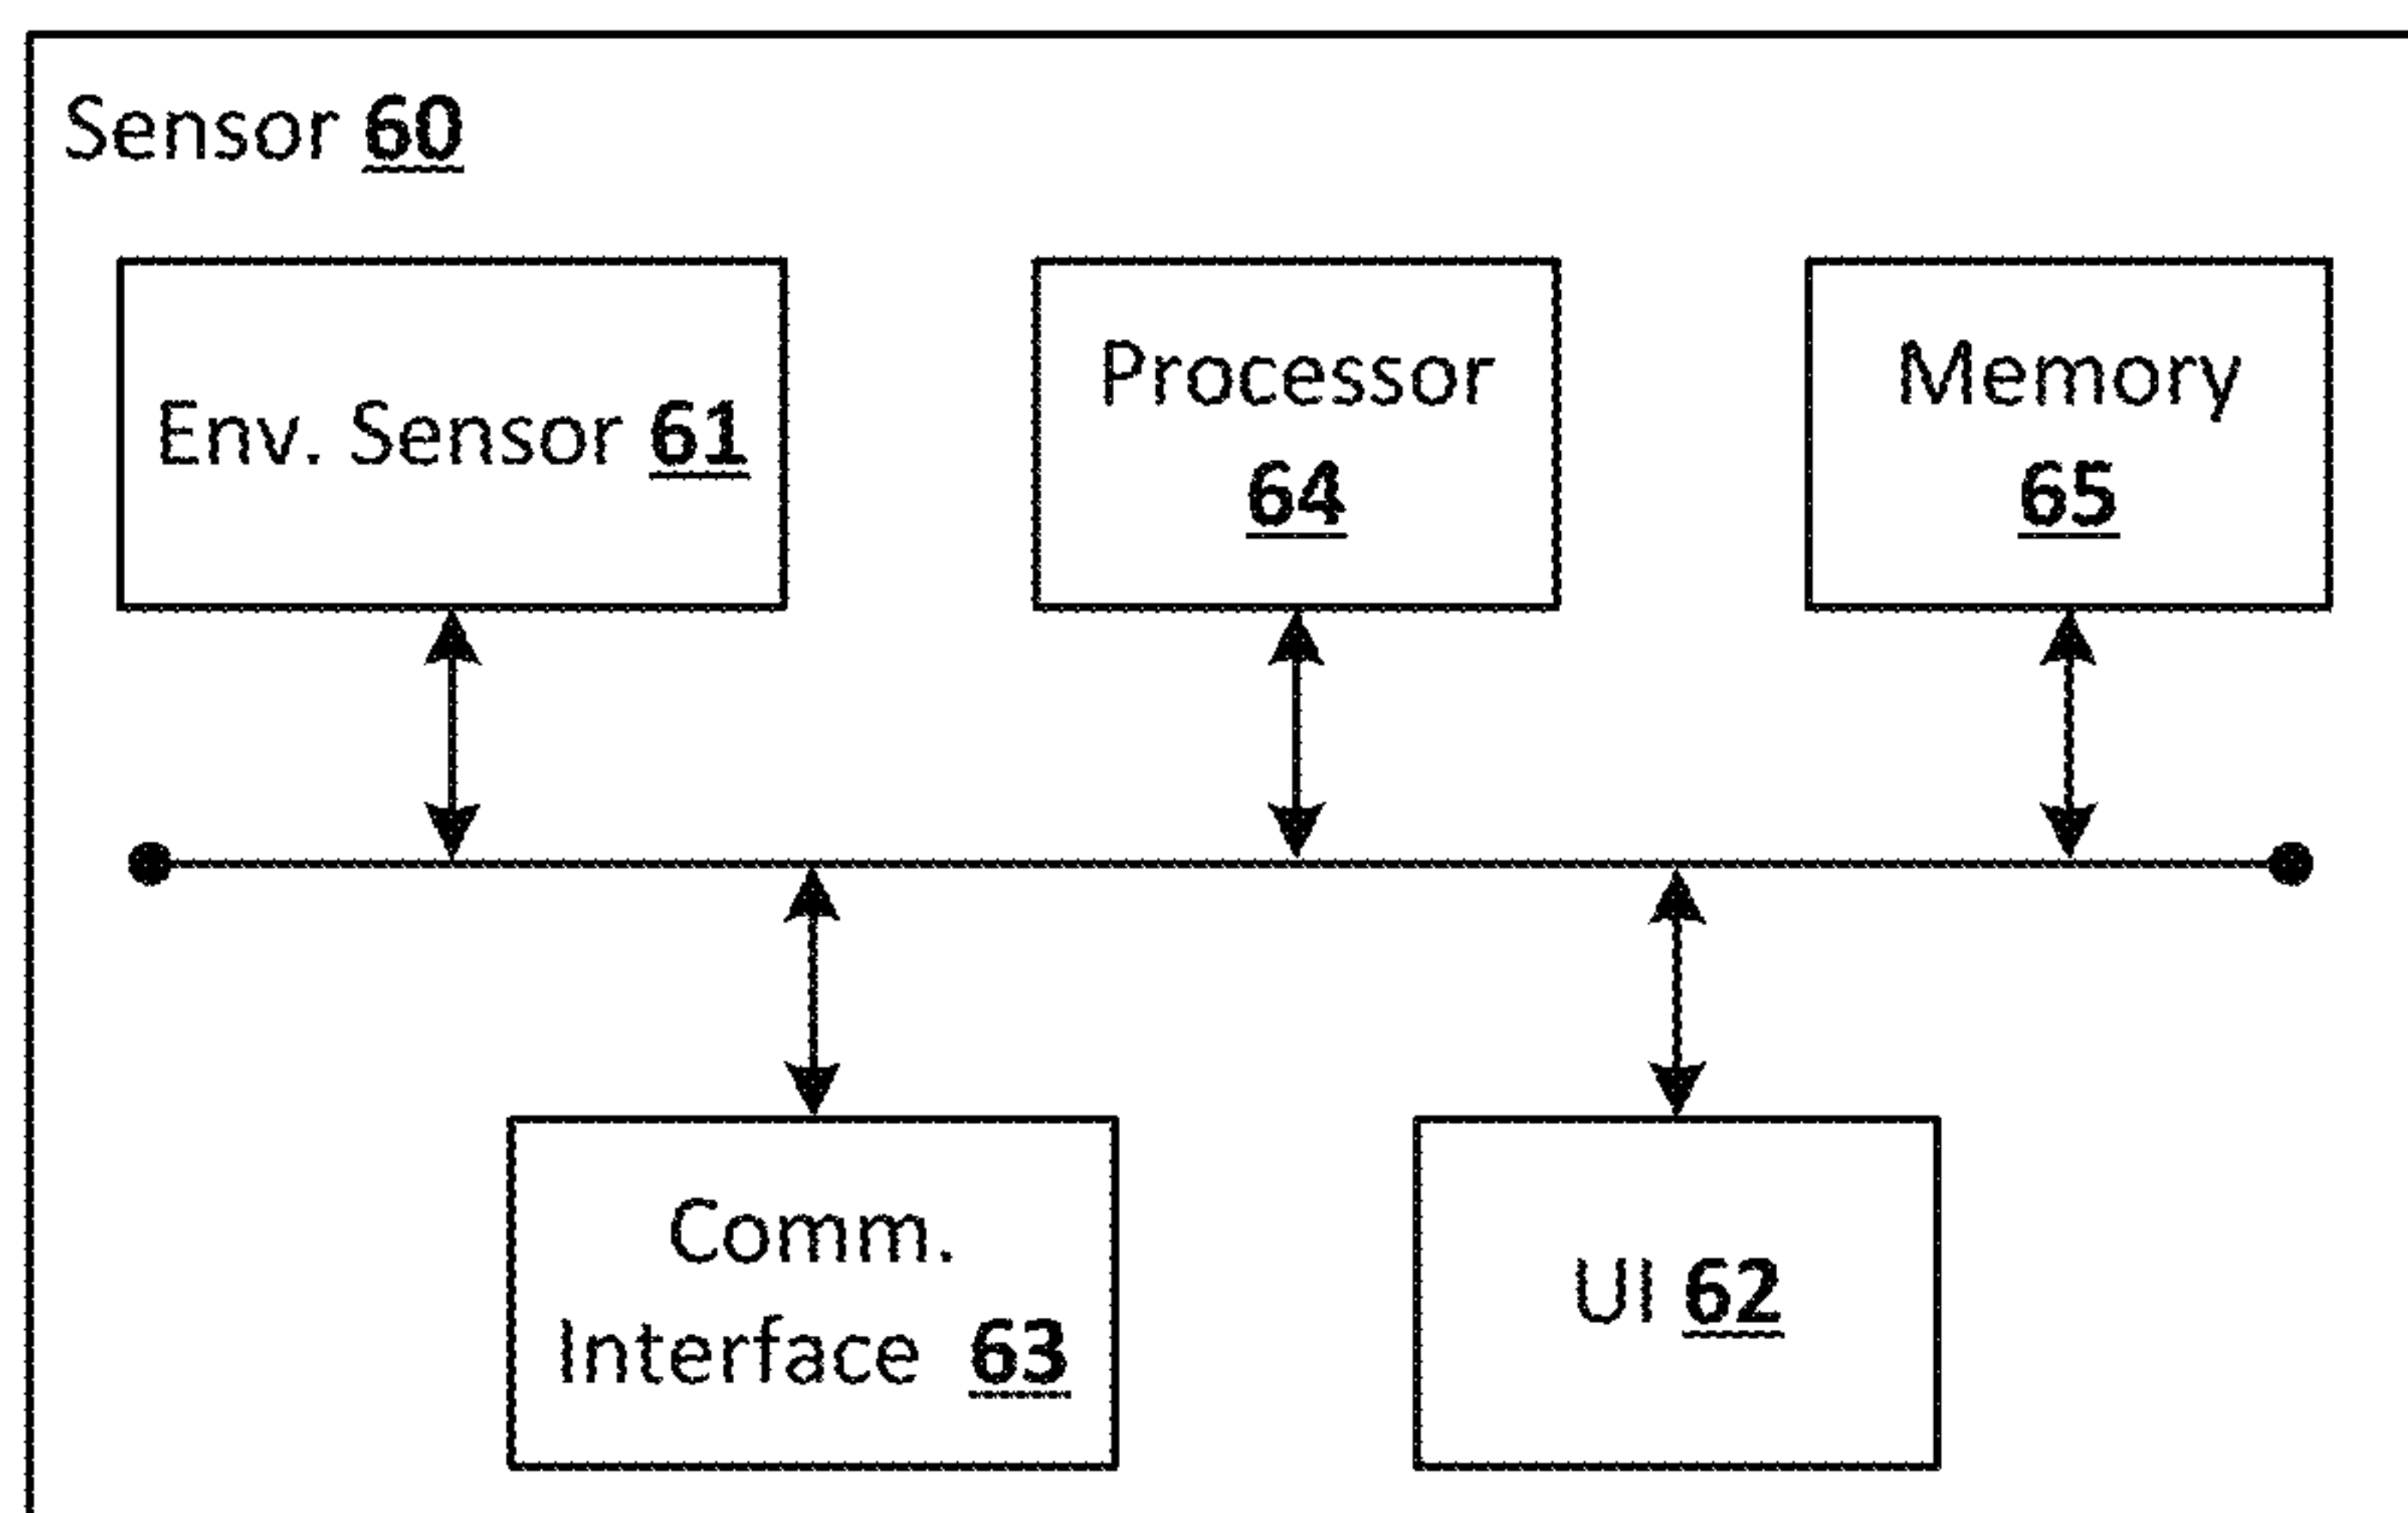 Sensor 60
Env. Sensor 61
Processor
64
Memory
65
Comm.
Interface 63
UI 62